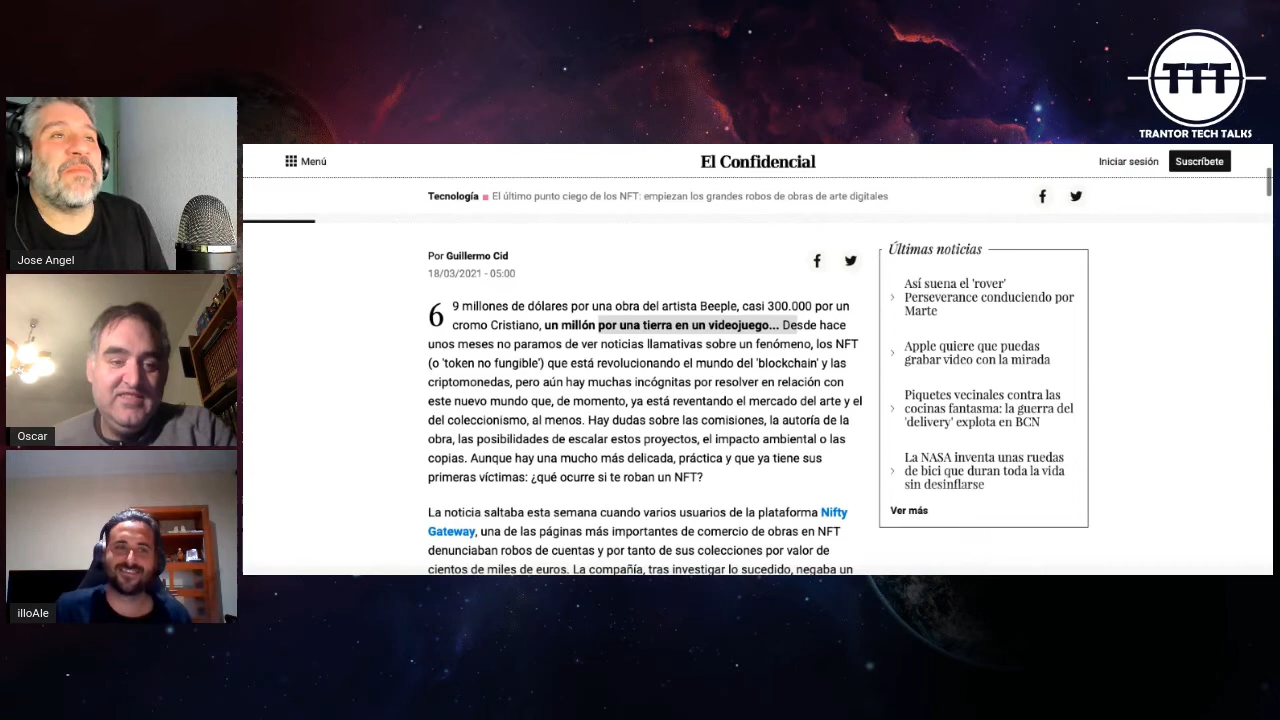 TTT
TRANTOR TECH TALKS
Jose Angel
Oscar
illoAle
Menú
El Confidencial
Iniciar sesión
Suscríbete
Tecnología
El último punto ciego de los NFT: empiezan los grandes robos de obras de arte digitales
Por Guillermo Cid
18/03/2021 - 05:00
69 millones de dólares por una obra del artista Beeple, casi 300.000 por un
cromo Cristiano, un millón por una tierra en un videojuego... Desde hace
unos meses no paramos de ver noticias llamativas sobre un fenómeno, los NFT
(o 'token no fungible') que está revolucionando el mundo del 'blockchain' y las
criptomonedas, pero aún hay muchas incógnitas por resolver en relación con
este nuevo mundo que, de momento, ya está reventando el mercado del arte y el
del coleccionismo, al menos. Hay dudas sobre las comisiones, la autoría de la
obra, las posibilidades de escalar estos proyectos, el impacto ambiental o las
copias. Aunque hay una mucho más delicada, práctica y que ya tiene sus
primeras víctimas: ¿qué ocurre si te roban un NFT?
La noticia saltaba esta semana cuando varios usuarios de la plataforma Nifty
Gateway, una de las páginas más importantes de comercio de obras en NFT
denunciaban robos de cuentas y por tanto de sus colecciones por valor de
cientos de miles de euros. La compañía, tras investigar lo sucedido, negaba un
Últimas noticias
Así suena el 'rover'
Perseverance conduciendo por
Marte
Apple quiere que puedas
grabar video con la mirada
Piquetes vecinales contra las
cocinas fantasma: la guerra del
'delivery' explota en BCN
La NASA inventa unas ruedas
de bici que duran toda la vida
sin desinflarse
Ver más